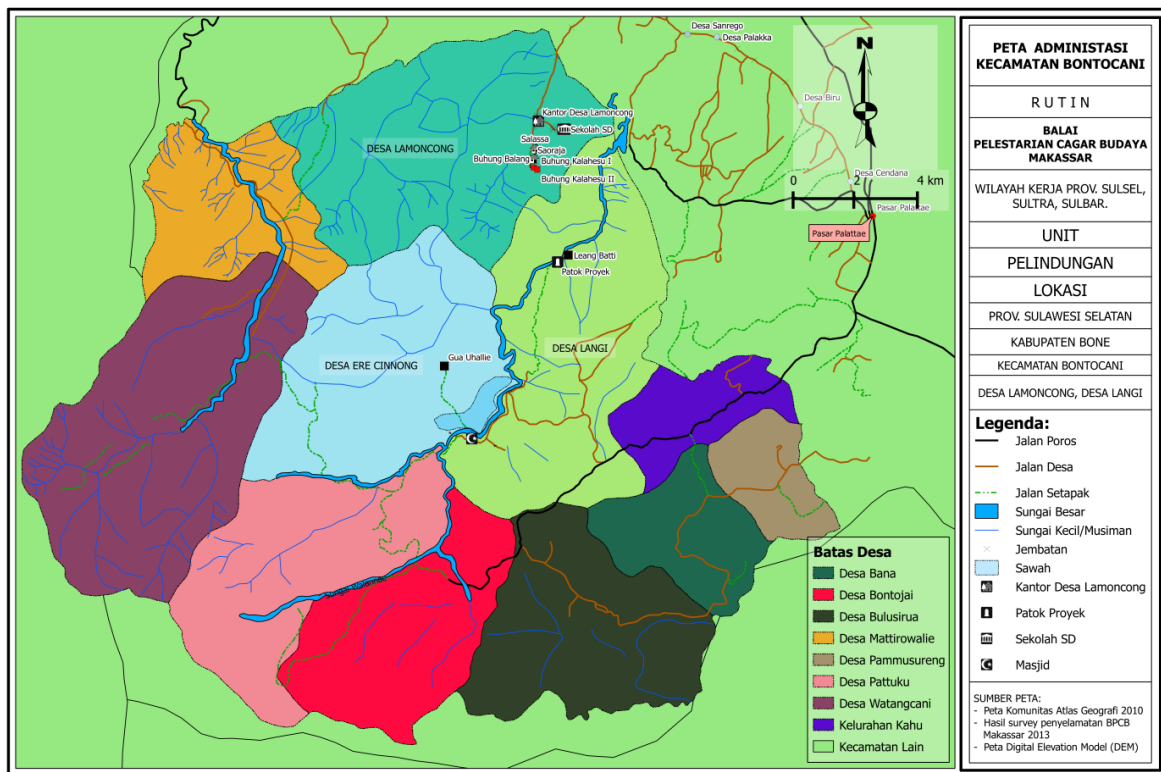 Desa Sanrego
Desa Palakka
N
Desa Biru
Kantor Desa Lamoncong
Sekolah SD
DESA LAMONCONG
Salassa
Saoraja
Buhung Balang
Buhung Kalahesu I
Buhung Kalahesu II
Desa Cendana
0 2 4 km
Pasar Palattae
Pasar Palattae
Leang Batti
Patok Proyek
DESA LANGI
Gua Uhallie
DESA ERE CINNONG
Batas Desa
Desa Bana
Desa Bontojai
Desa Bulusirua
Desa Mattirowalie
Desa Pammusureng
Desa Pattuku
Desa Watangcani
Kelurahan Kahu
Kecamatan Lain
PETA ADMINISTASI
KECAMATAN BONTOCANI
R U T I N
BALAI
PELESTARIAN CAGAR BUDAYA
MAKASSAR
WILAYAH KERJA PROV. SULSEL,
SULTRA, SULBAR.
UNIT
PELINDUNGAN
LOKASI
PROV. SULAWESI SELATAN
KABUPATEN BONE
KECAMATAN BONTOCANI
DESA LAMONCONG, DESA LANGI
Legenda:
Jalan Poros
Jalan Desa
Jalan Setapak
Sungai Besar
Sungai Kecil/Musiman
Jembatan
Sawah
Kantor Desa Lamoncong
Patok Proyek
Sekolah SD
Masjid
SUMBER PETA:
- Peta Komunitas Atlas Geografi 2010
- Hasil survey penyelamatan BPCB
Makassar 2013
- Peta Digital Elevation Model (DEM)